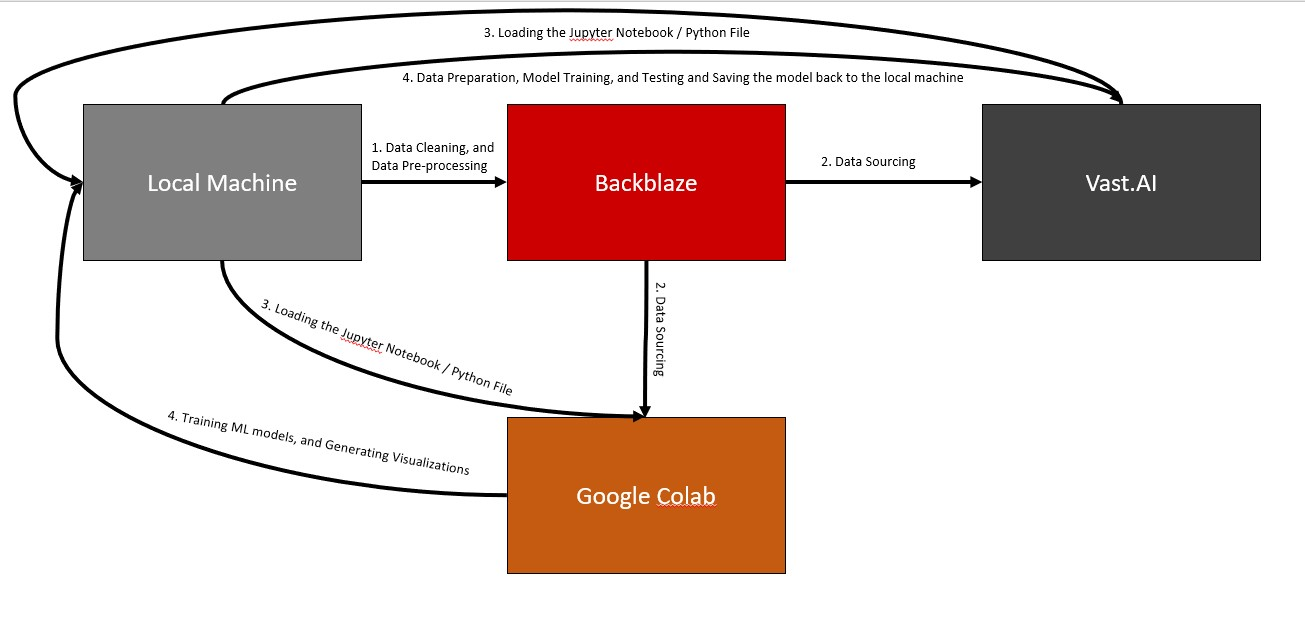 3. Loading the Jupyter Notebook / Python File
4. Data Preparation, Model Training, and Testing and Saving the model back to the local machine
1. Data Cleaning, and
Data Pre-processing
2. Data Sourcing
Local Machine
Backblaze
Vast.AI
3. Loading the Jupyter Notebook / Python File
2. Data Sourcing
4. Training ML models, and Generating Visualizations
Google Colab